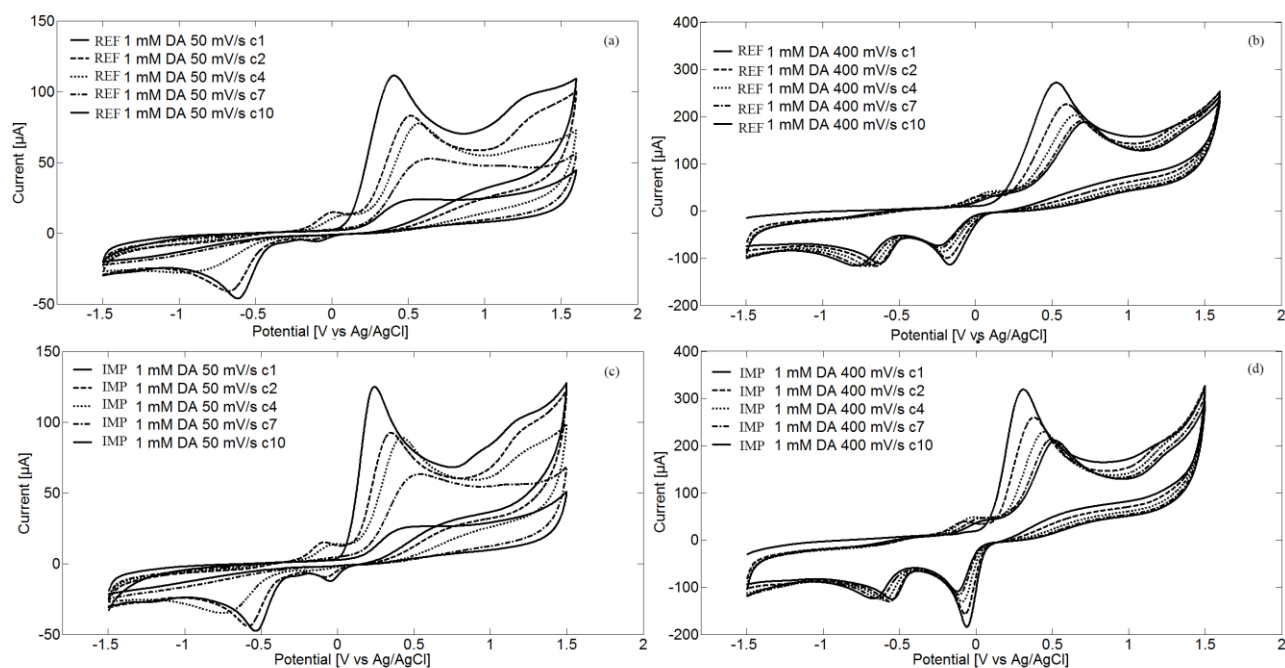 150
100
50
0
-50
Current [µA]
REF 1 mM DA 50 mV/s c1
REF 1 mM DA 50 mV/s c2
REF 1 mM DA 50 mV/s c4
REF 1 mM DA 50 mV/s c7
REF 1 mM DA 50 mV/s c10
(a)
-1.5 -1 -0.5 0 0.5 1 1.5 2
Potential [V vs Ag/AgCl]
400
300
200
100
0
-100
-200
Current [µA]
REF 1 mM DA 400 mV/s c1
REF 1 mM DA 400 mV/s c2
REF 1 mM DA 400 mV/s c4
REF 1 mM DA 400 mV/s c7
REF 1 mM DA 400 mV/s c10
(b)
-1.5 -1 -0.5 0 0.5 1 1.5 2
Potential [V vs Ag/AgCl]
150
100
50
0
-50
Current [µA]
IMP 1 mM DA 50 mV/s c1
IMP 1 mM DA 50 mV/s c2
IMP 1 mM DA 50 mV/s c4
IMP 1 mM DA 50 mV/s c7
IMP 1 mM DA 50 mV/s c10
(c)
-1.5 -1 -0.5 0 0.5 1 1.5 2
Potential [V vs Ag/AgCl]
400
300
200
100
0
-100
-200
Current [µA]
IMP 1 mM DA 400 mV/s c1
IMP 1 mM DA 400 mV/s c2
IMP 1 mM DA 400 mV/s c4
IMP 1 mM DA 400 mV/s c7
IMP 1 mM DA 400 mV/s c10
(d)
-1.5 -1 -0.5 0 0.5 1 1.5 2
Potential [V vs Ag/AgCl]